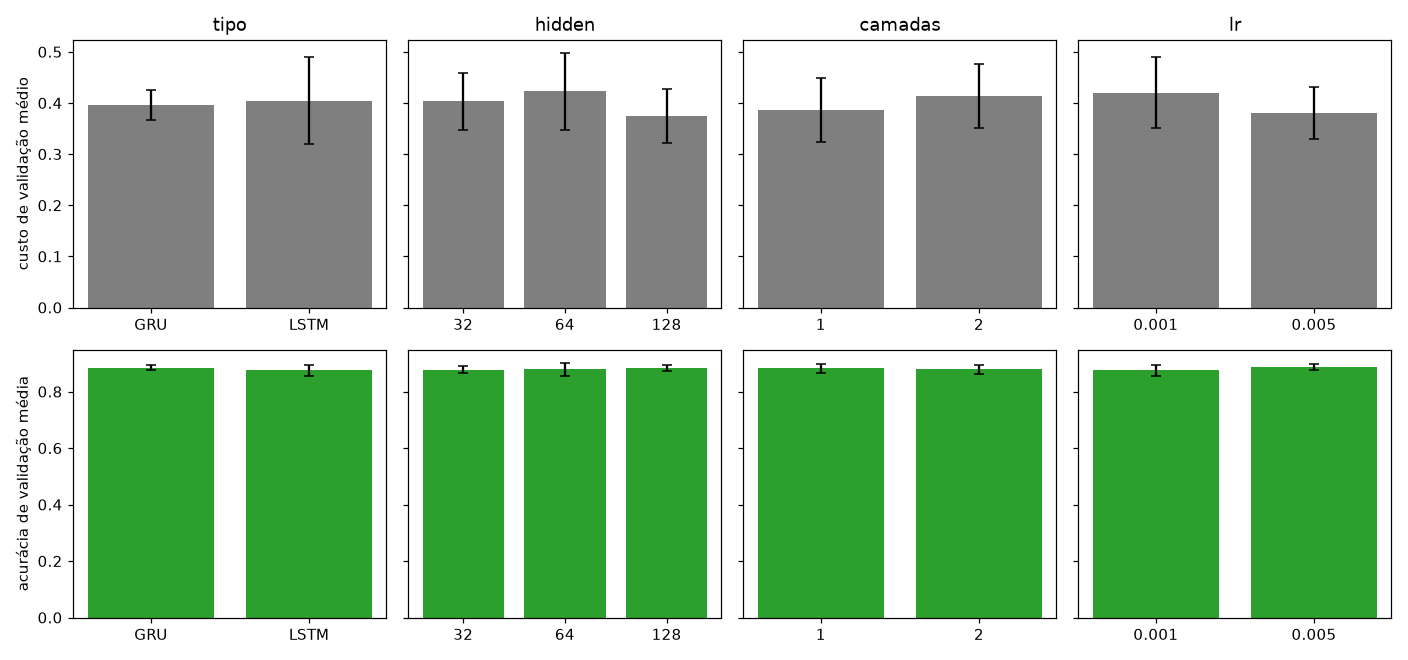 tipo hidden camadas lr
custo de validação médio
0.5
0.4
0.3
0.2
0.1
0.0
GRU LSTM 32 64 128 1 2 0.001 0.005
acurácia de validação média
0.8
0.6
0.4
0.2
0.0
GRU LSTM 32 64 128 1 2 0.001 0.005